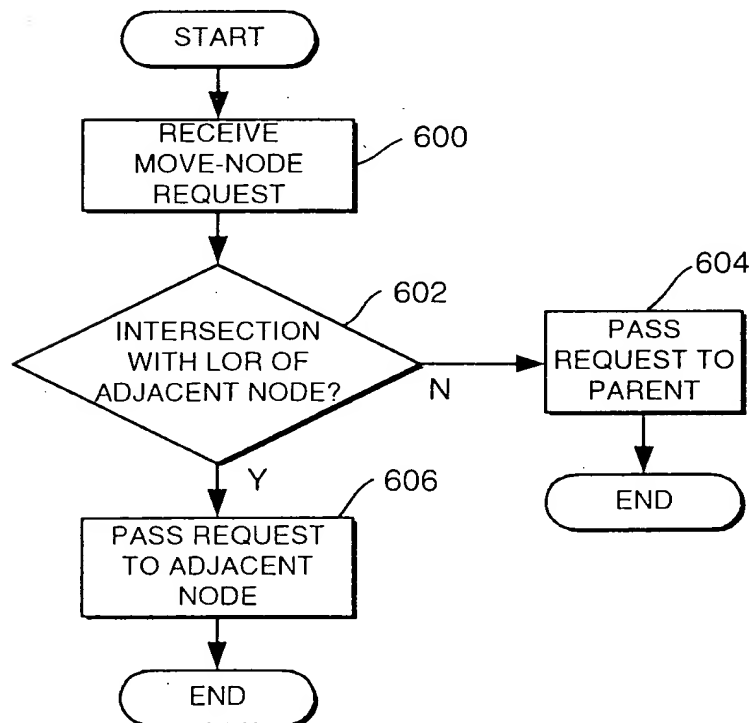 START
RECEIVE
MOVE-NODE
REQUEST
600
INTERSECTION
WITH LOR OF
ADJACENT NODE?
602
N
604
PASS
REQUEST TO
PARENT
END
Y
606
PASS REQUEST
TO ADJACENT
NODE
END